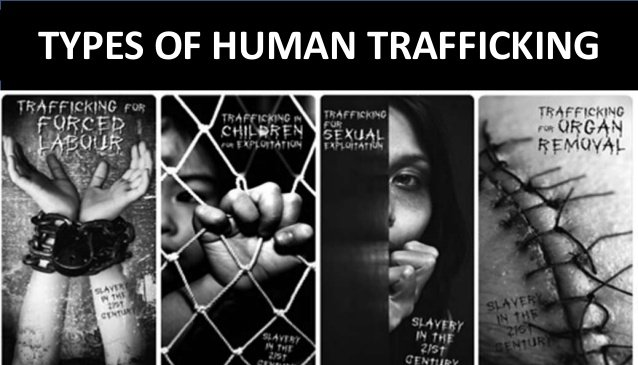 TYPES OF HUMAN TRAFFICKING
TRAFFICKING FOR
FORCED
LABOUR
SLAVERY
IN THE
21ST
CENTURY
TRAFFICKING IN
CHILDREN
FOR EXPLOITATION
SLAVERY
IN THE
21ST
CENTURY
TRAFFICKING
FOR
SEXUAL
EXPLOITATION
SLAVERY
IN THE
21ST
CENTURY
TRAFFICKING
FOR ORGAN
REMOVAL
SLAVERY
IN THE
21ST
CENTURY